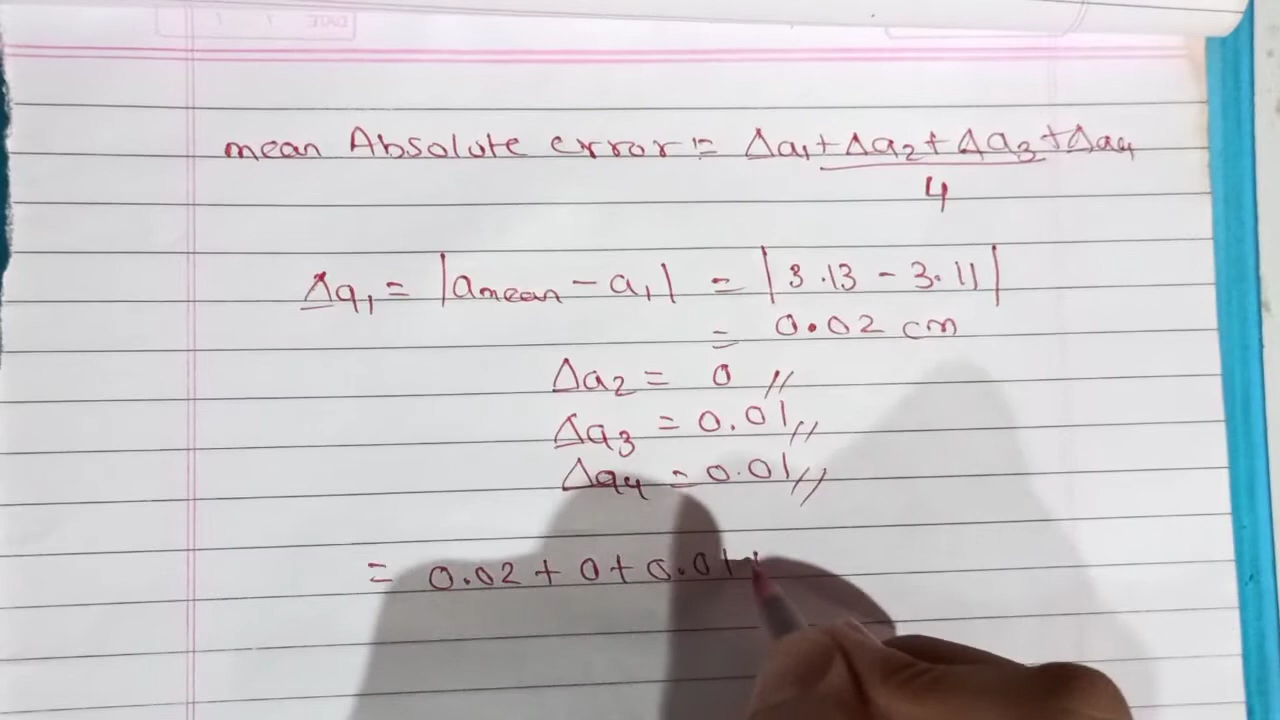 mean Absolute error = Δa1+Δa2+Δa3+Δa4
4
Δa1 = |amean - a1| = |3.13 - 3.11|
= 0.02 cm
Δa2 = 0 //
Δa3 = 0.01 //
Δa4 = 0.01 //
= 0.02 + 0 + 0.01